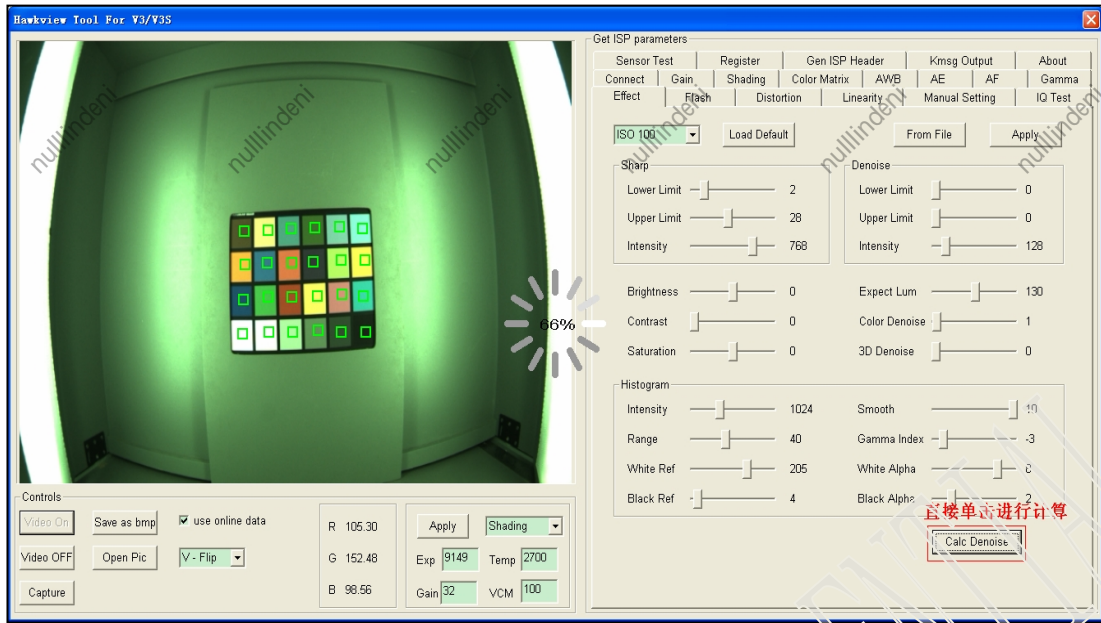 Hawkview Tool For V3/V3S
Get ISP parameters
Sensor Test Register Gen ISP Header Kmsg Output About
Connect Gain Shading Color Matrix AWB AE AF Gamma
Effect Flash Distortion Linearity Manual Setting IQ Test
ISO 100 Load Default From File Apply
Sharp Denoise
Lower Limit 2 Lower Limit 0
Upper Limit 28 Upper Limit 0
Intensity 768 Intensity 128
Brightness 0 Expect Lum 130
Contrast 0 Color Denoise 1
Saturation 0 3D Denoise 0
66%
Histogram
Intensity 1024 Smooth 10
Range 40 Gamma Index -3
White Ref 205 White Alpha
Black Ref 4 Black Alpha 2
直接单击进行计算
Calc Denoise
Controls
Video On Save as bmp use online data R 105.30 Apply Shading
Video OFF Open Pic V - Flip G 152.48 Exp 9149 Temp 2700
Capture B 98.56 Gain 32 VCM 100
nulllindeni
nulllindeni
nulllindeni
nulllindeni
nulllindeni
nulllindeni